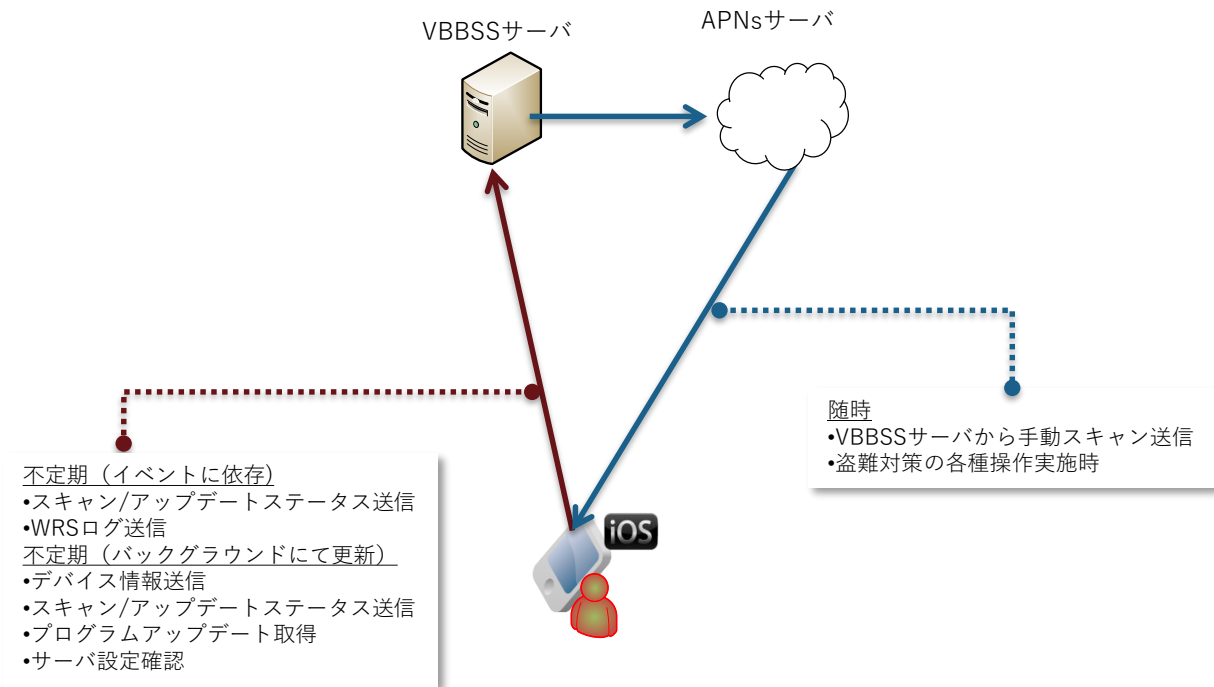 VBBSSサーバ
APNsサーバ
随時
•VBBSSサーバから手動スキャン送信
•盗難対策の各種操作実施時
不定期（イベントに依存)
•スキャン/アップデートステータス送信
•WRSログ送信
不定期（バックグラウンドにて更新）
•デバイス情報送信
•スキャン/アップデートステータス送信
•プログラムアップデート取得
•サーバ設定確認
iOS